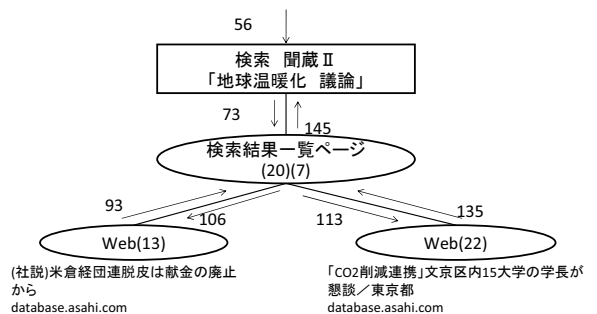 56
検索 聞蔵Ⅱ
「地球温暖化 議論」
73
145
検索結果一覧ページ
(20)(7)
93
106
113
135
Web(13)
Web(22)
(社説)米倉経団連脱皮は献金の廃止
から
database.asahi.com
「CO2削減連携」文京区内15大学の学長が
懇談／東京都
database.asahi.com